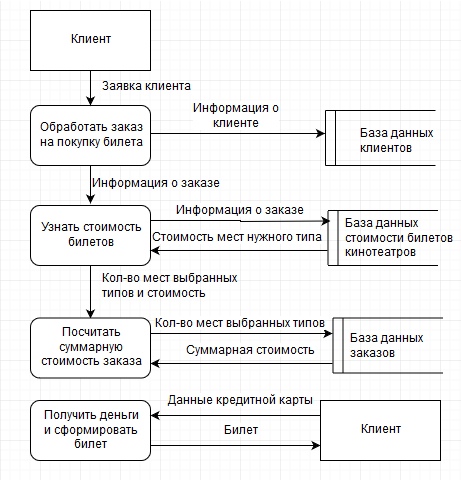 Клиент
Заявка клиента
Обработать заказ
на покупку билета
Информация о
клиенте
База данных
клиентов
Информация о заказе
Узнать стоимость
билетов
Информация о заказе
Стоимость мест нужного типа
База данных
стоимости билетов
кинотеатров
Кол-во мест выбранных
типов и стоимость
Посчитать
суммарную
стоимость заказа
Кол-во мест выбранных типов
Суммарная стоимость
База данных
заказов
Получить деньги
и сформировать
билет
Данные кредитной карты
Билет
Клиент